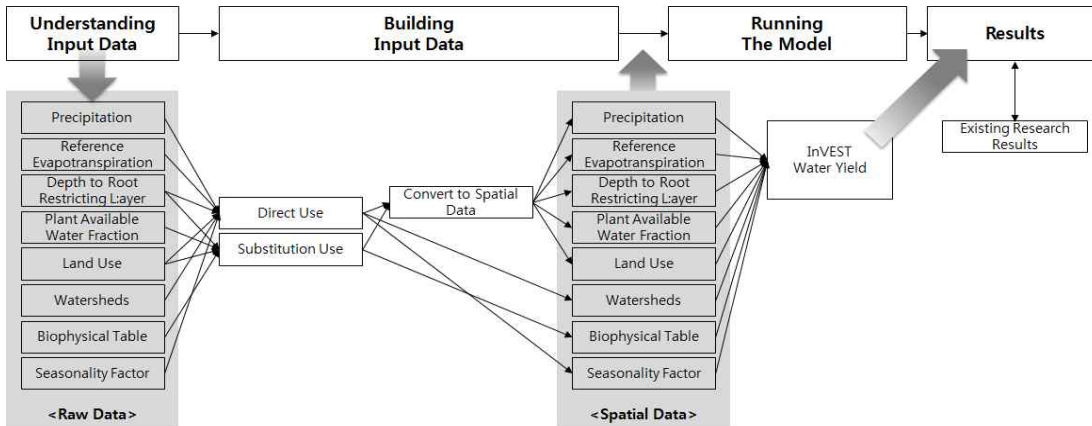 Understanding
Input Data
Building
Input Data
Running
The Model
Results
Precipitation
Reference
Evapotranspiration
Depth to Root
Restricting Layer
Plant Available
Water Fraction
Land Use
Watersheds
Biophysical Table
Seasonality Factor
<Raw Data>
Direct Use
Substitution Use
Convert to Spatial
Data
Precipitation
Reference
Evapotranspiration
Depth to Root
Restricting Layer
Plant Available
Water Fraction
Land Use
Watersheds
Biophysical Table
Seasonality Factor
<Spatial Data>
InVEST
Water Yield
Existing Research
Results